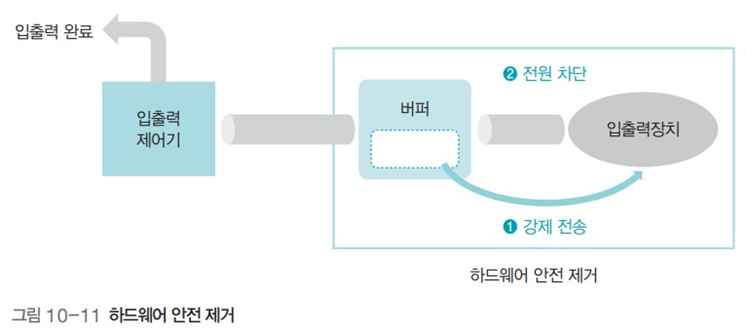 입출력 완료
입출력
제어기
버퍼
❷ 전원 차단
입출력장치
❶ 강제 전송
하드웨어 안전 제거
그림 10-11 하드웨어 안전 제거